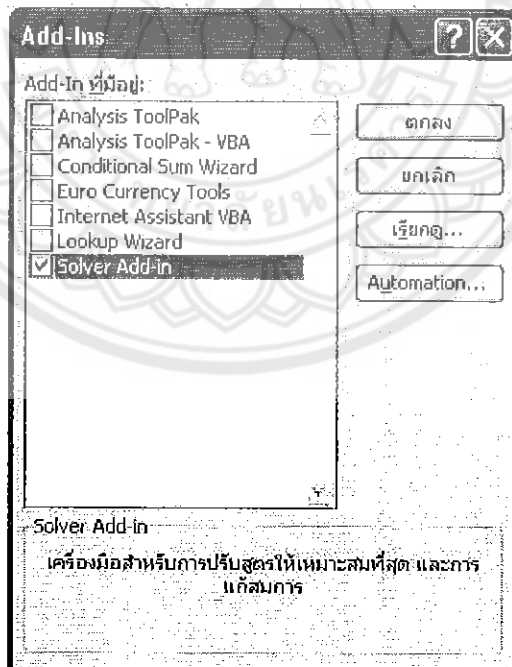 Add-Ins
Add-In ที่มีอยู่:
Analysis ToolPak
Analysis ToolPak - VBA
Conditional Sum Wizard
Euro Currency Tools
Internet Assistant VBA
Lookup Wizard
Solver Add-in
ตกลง
ยกเลิก
เรียกดู...
Automation...
Solver Add-in
เครื่องมือสำหรับการปรับสูตรให้เหมาะสมที่สุด และการ
แก้สมการ